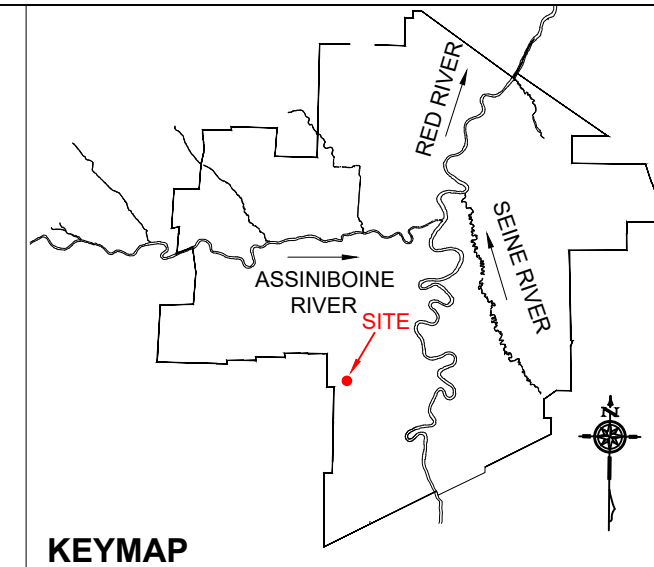 RED RIVER
SEINE RIVER
ASSINIBOINE
RIVER
SITE
N
KEYMAP